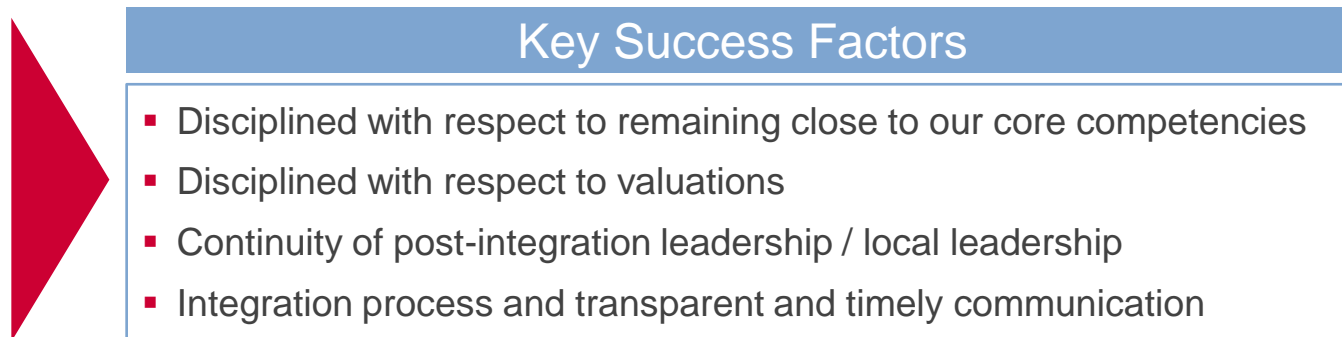 Key Success Factors
▪ Disciplined with respect to remaining close to our core competencies
▪ Disciplined with respect to valuations
▪ Continuity of post-integration leadership / local leadership
▪ Integration process and transparent and timely communication